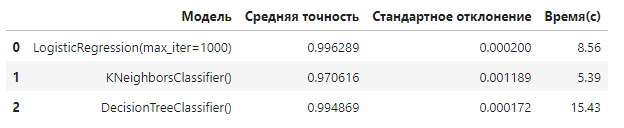 Модель Средняя точность Стандартное отклонение Время(с)
0 LogisticRegression(max_iter=1000) 0.996289 0.000200 8.56
1 KNeighborsClassifier() 0.970616 0.001189 5.39
2 DecisionTreeClassifier() 0.994869 0.000172 15.43